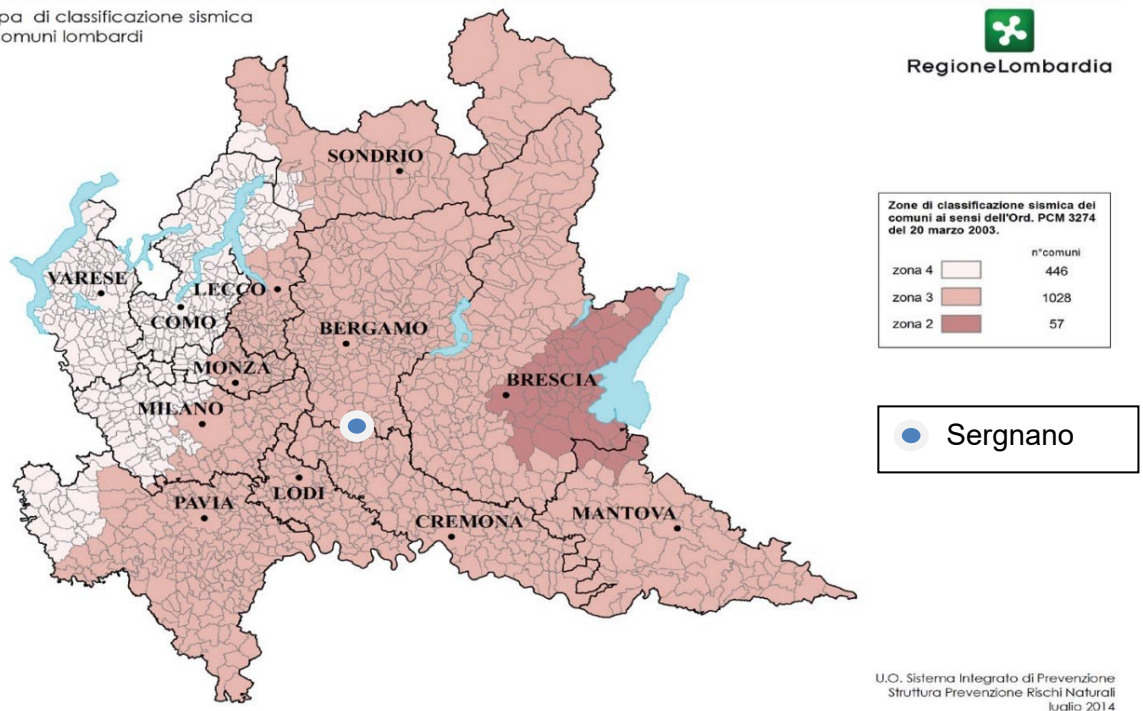 pa di classificazione sismica
omuni lombardi
RegioneLombardia
SONDRIO
VARESE
LECCO
COMO
BERGAMO
MONZA
BRESCIA
MILANO
PAVIA
LODI
CREMONA
MANTOVA
Zone di classificazione sismica dei
comuni ai sensi dell'Ord. PCM 3274
del 20 marzo 2003.
n°comuni
zona 4 446
zona 3 1028
zona 2 57
Sergnano
U.O. Sistema Integrato di Prevenzione
Struttura Prevenzione Rischi Naturali
luglio 2014